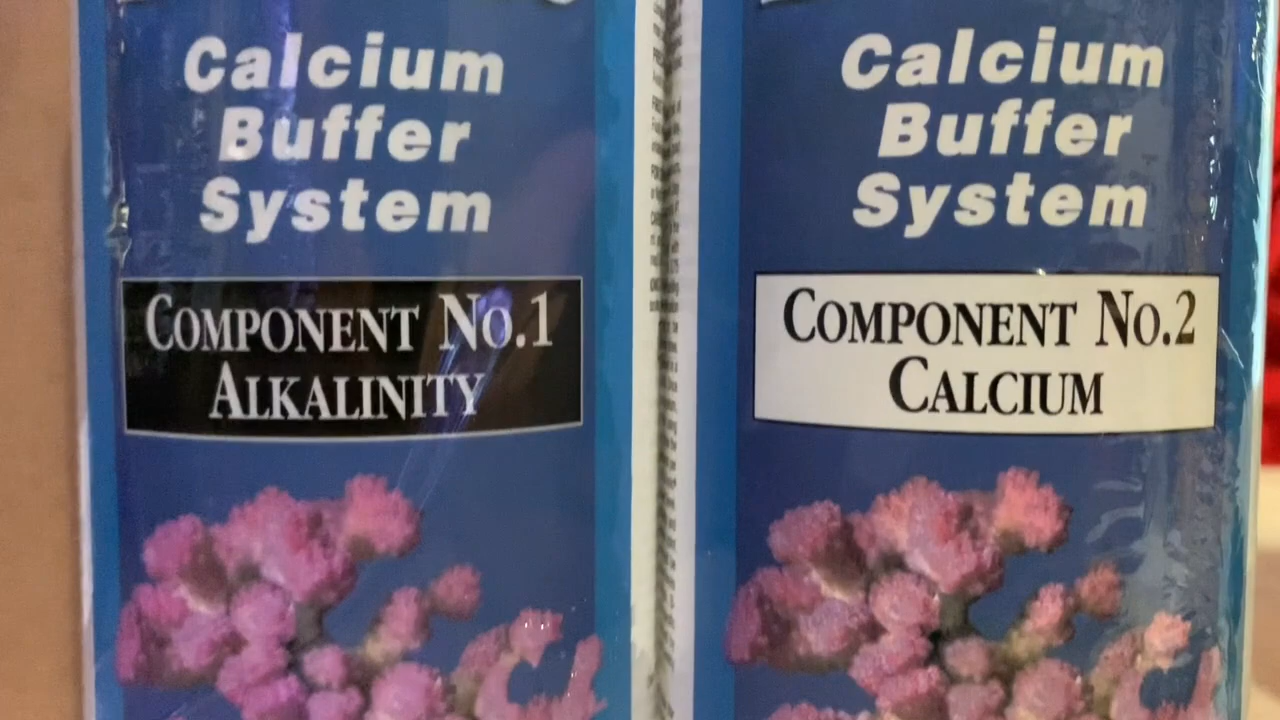 Calcium
Buffer
System
COMPONENT No.1
ALKALINITY
Calcium
Buffer
System
COMPONENT No.2
CALCIUM